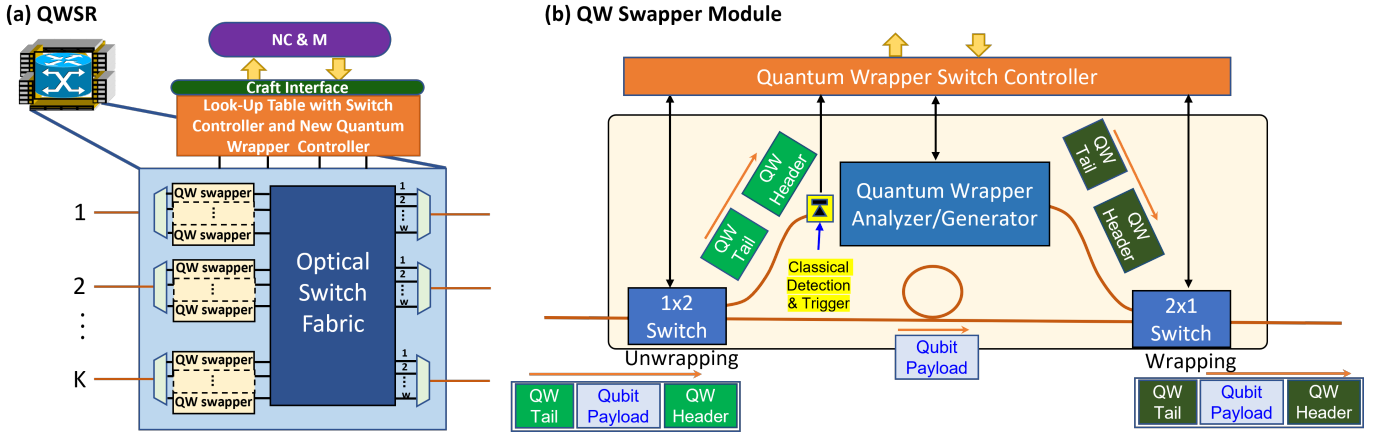 (a) QWSR
NC & M
Craft Interface
Look-Up Table with Switch
Controller and New Quantum
Wrapper Controller
1
QW swapper
⋮
QW swapper
1
2
⋮
w
2
QW swapper
⋮
QW swapper
1
2
⋮
w
⋮
K
QW swapper
⋮
QW swapper
1
2
⋮
w
Optical
Switch
Fabric
(b) QW Swapper Module
Quantum Wrapper Switch Controller
QW
Header
QW
Tail
Classical
Detection
& Trigger
Quantum Wrapper
Analyzer/Generator
QW
Tail
QW
Header
1x2
Switch
Unwrapping
Qubit
Payload
2x1
Switch
Wrapping
QW
Tail
Qubit
Payload
QW
Header
QW
Tail
Qubit
Payload
QW
Header